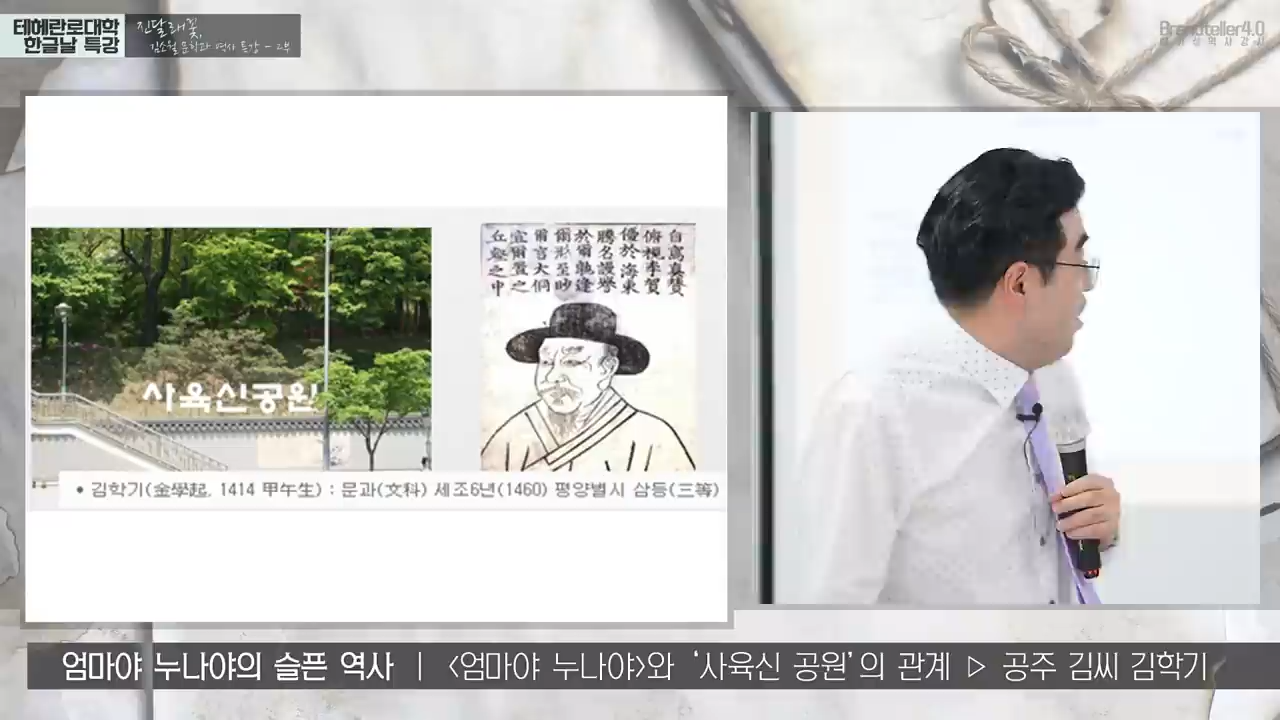 테헤란로대학
한글날 특강
진달래꽃,
김소월 문학과 역사 특강 - 2부
Brandteller4.0
사육신공원
自寫眞贊
俯視李賀
優於海東
騰名謾譽
於爾孰逢
爾形至眇
爾言大侗
宜爾置之
丘壑之中
• 김학기(金學起, 1414 甲午生) : 문과(文科) 세조6년(1460) 평양별시 삼등(三等)
엄마야 누나야의 슬픈 역사 | <엄마야 누나야>와 ‘사육신 공원’의 관계 ▷ 공주 김씨 김학기